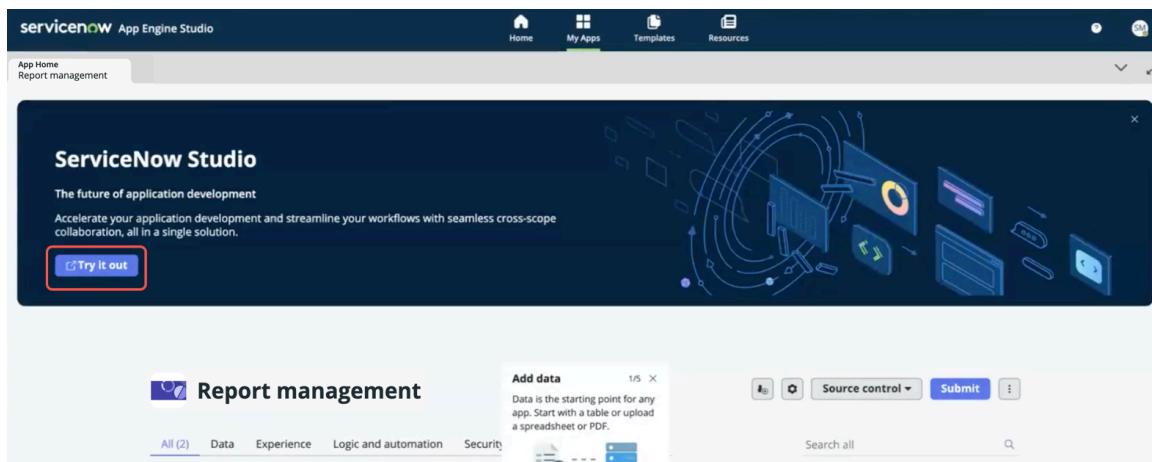 servicenow App Engine Studio
Home
My Apps
Templates
Resources
?
SM
App Home
Report management
ServiceNow Studio
The future of application development
Accelerate your application development and streamline your workflows with seamless cross-scope
collaboration, all in a single solution.
Try it out
Report management
Add data
1/5
Data is the starting point for any
app. Start with a table or upload
a spreadsheet or PDF.
Source control
Submit
All (2)
Data
Experience
Logic and automation
Security
Search all